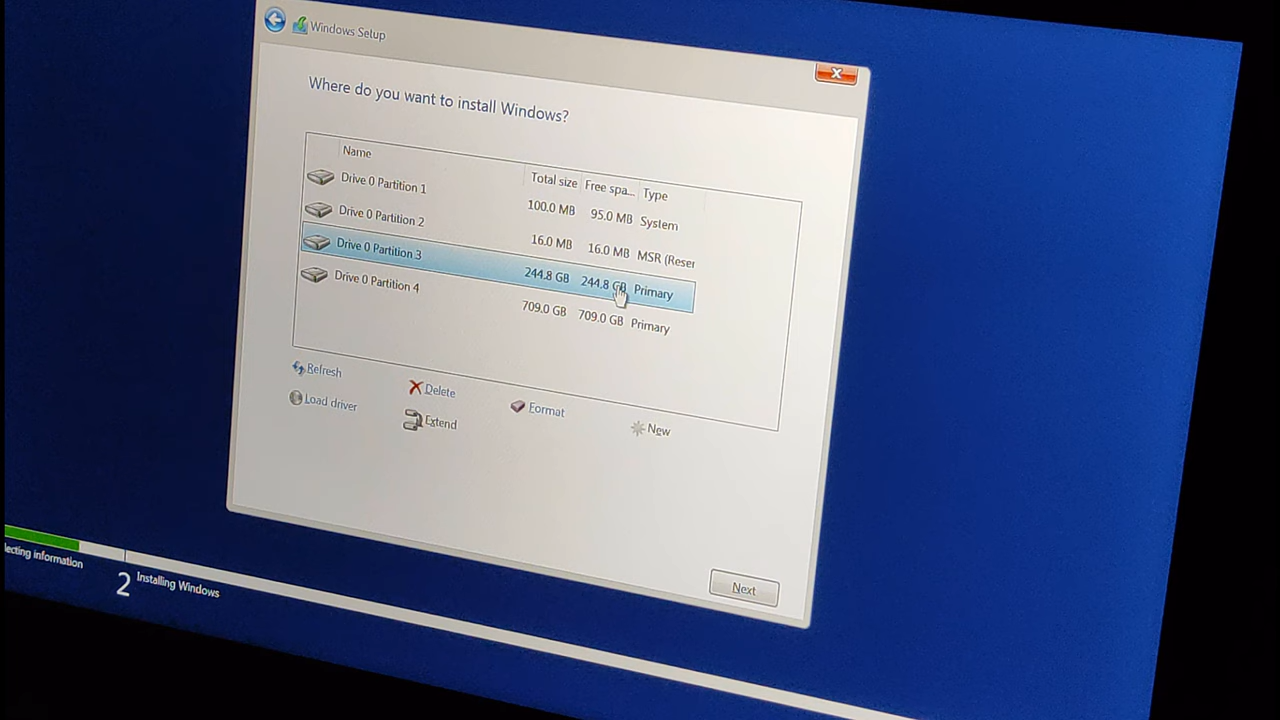 Windows Setup
Where do you want to install Windows?
Name Total size Free spa... Type
Drive 0 Partition 1 100.0 MB 95.0 MB System
Drive 0 Partition 2 16.0 MB 16.0 MB MSR (Reser
Drive 0 Partition 3 244.8 GB 244.8 GB Primary
Drive 0 Partition 4 709.0 GB 709.0 GB Primary
Refresh Delete Format New
Load driver Extend
Next
lecting information 2 Installing Windows